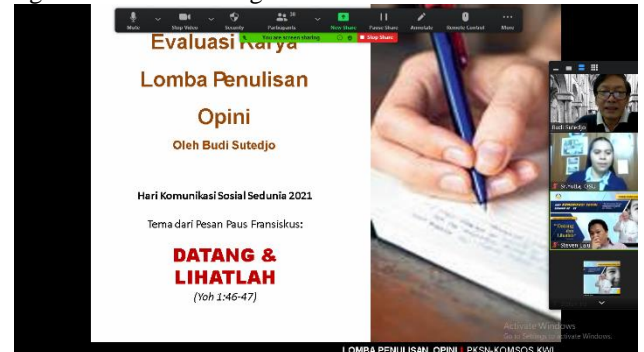 Mute
Stop Video
Security
Participants
36
New Share
Pause Share
Annotate
Remote Control
More
You are screen sharing
Stop Share
Evaluasi Karya
Lomba Penulisan
Opini
Oleh Budi Sutedjo
Hari Komunikasi Sosial Sedunia 2021
Tema dari Pesan Paus Fransiskus:
DATANG &
LIHATLAH
(Yoh 1:46-47)
Budi Sutedjo
Steven Lalu
Activate Windows
Go to Settings to activate Windows.
LOMBA PENULISAN OPINI | PKSN-KOMSOS KWI